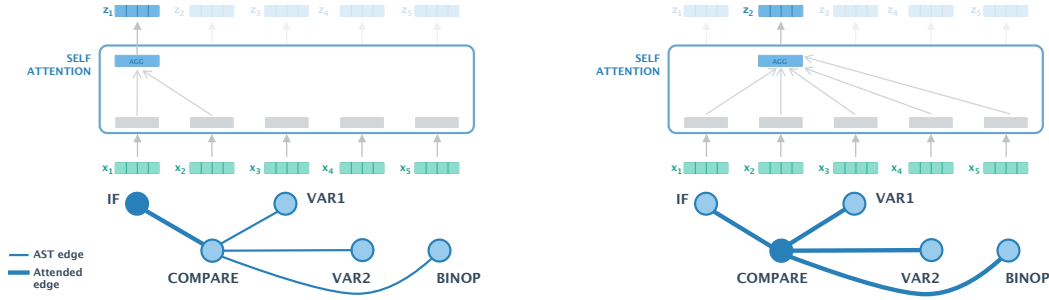 z1 z2 z3 z4 z5
SELF
ATTENTION
AGG
x1 x2 x3 x4 x5
IF
VAR1
COMPARE
VAR2
BINOP
AST edge
Attended
edge
z1 z2 z3 z4 z5
SELF
ATTENTION
AGG
x1 x2 x3 x4 x5
IF
VAR1
COMPARE
VAR2
BINOP